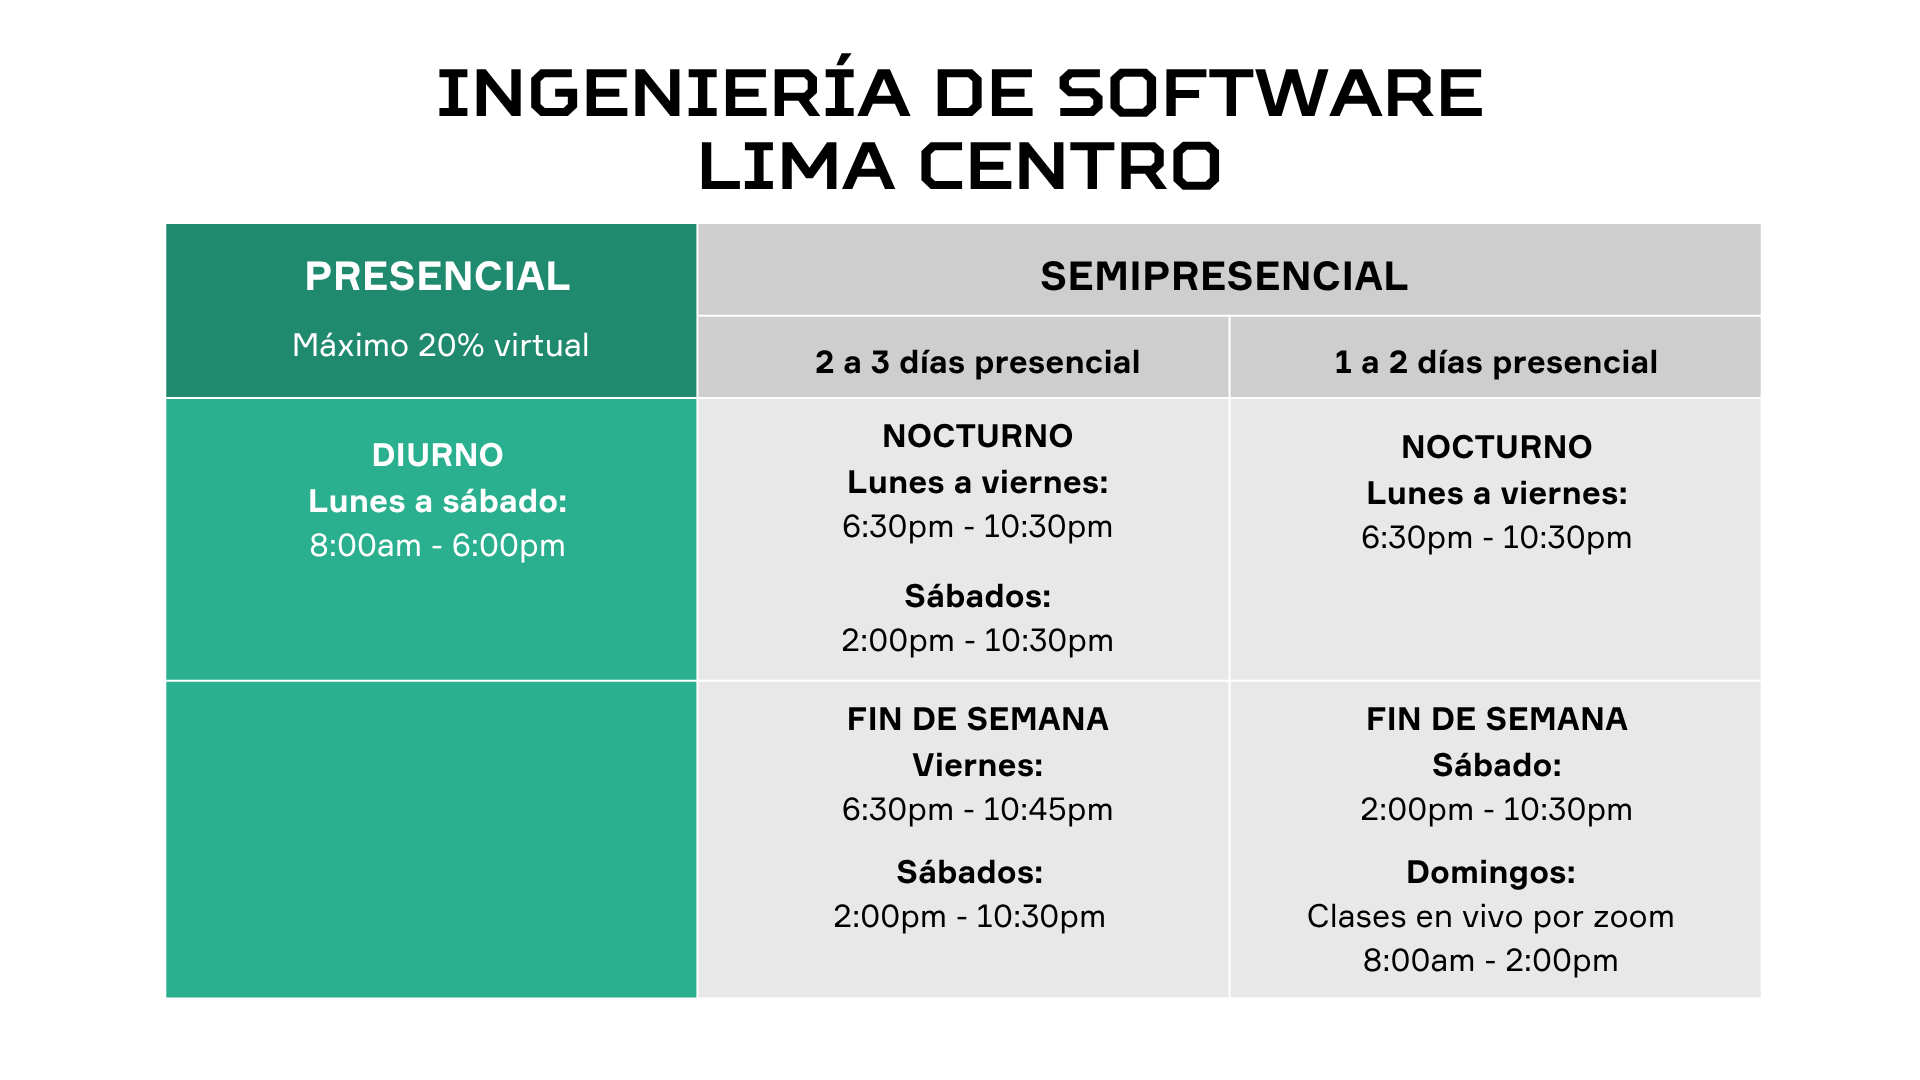 INGENIERÍA DE SOFTWARE
LIMA CENTRO
PRESENCIAL
Máximo 20% virtual
SEMIPRESENCIAL
2 a 3 días presencial
1 a 2 días presencial
DIURNO
Lunes a sábado:
8:00am - 6:00pm
NOCTURNO
Lunes a viernes:
6:30pm - 10:30pm
Sábados:
2:00pm - 10:30pm
NOCTURNO
Lunes a viernes:
6:30pm - 10:30pm
FIN DE SEMANA
Viernes:
6:30pm - 10:45pm
Sábados:
2:00pm - 10:30pm
FIN DE SEMANA
Sábado:
2:00pm - 10:30pm
Domingos:
Clases en vivo por zoom
8:00am - 2:00pm